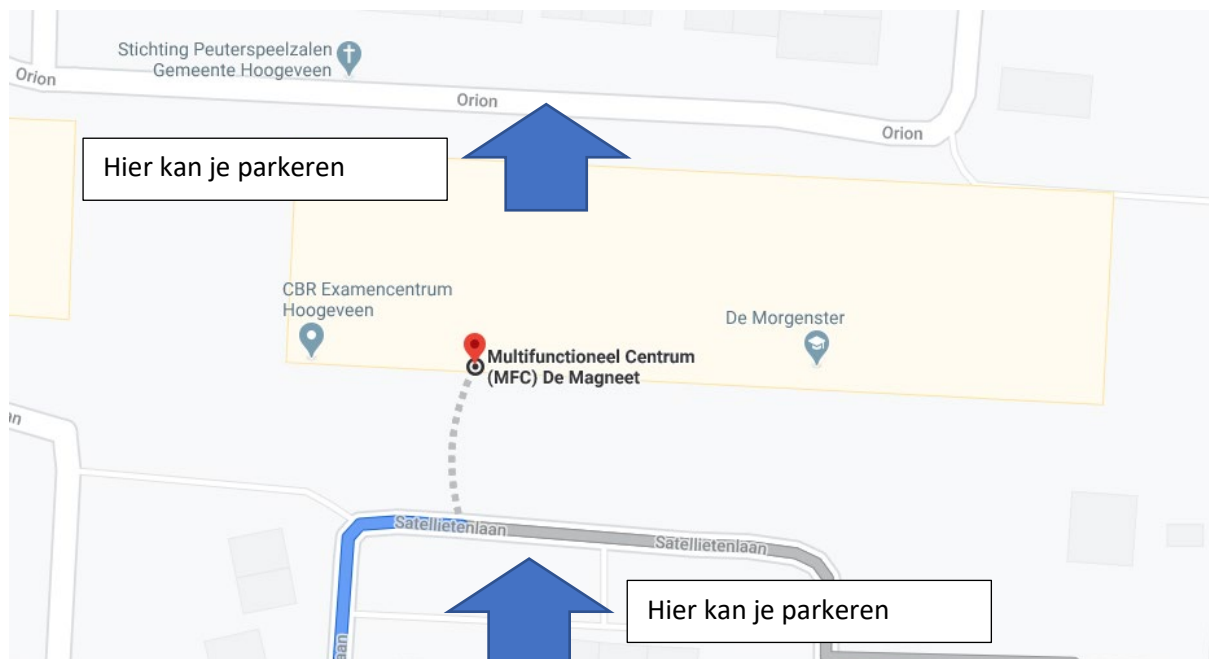 Stichting Peuterspeelzalen
Gemeente Hoogeveen
Orion
Orion
Orion
Hier kan je parkeren
CBR Examencentrum
Hoogeveen
De Morgenster
Multifunctioneel Centrum
(MFC) De Magneet
Satellietenlaan
Satellietenlaan
Hier kan je parkeren